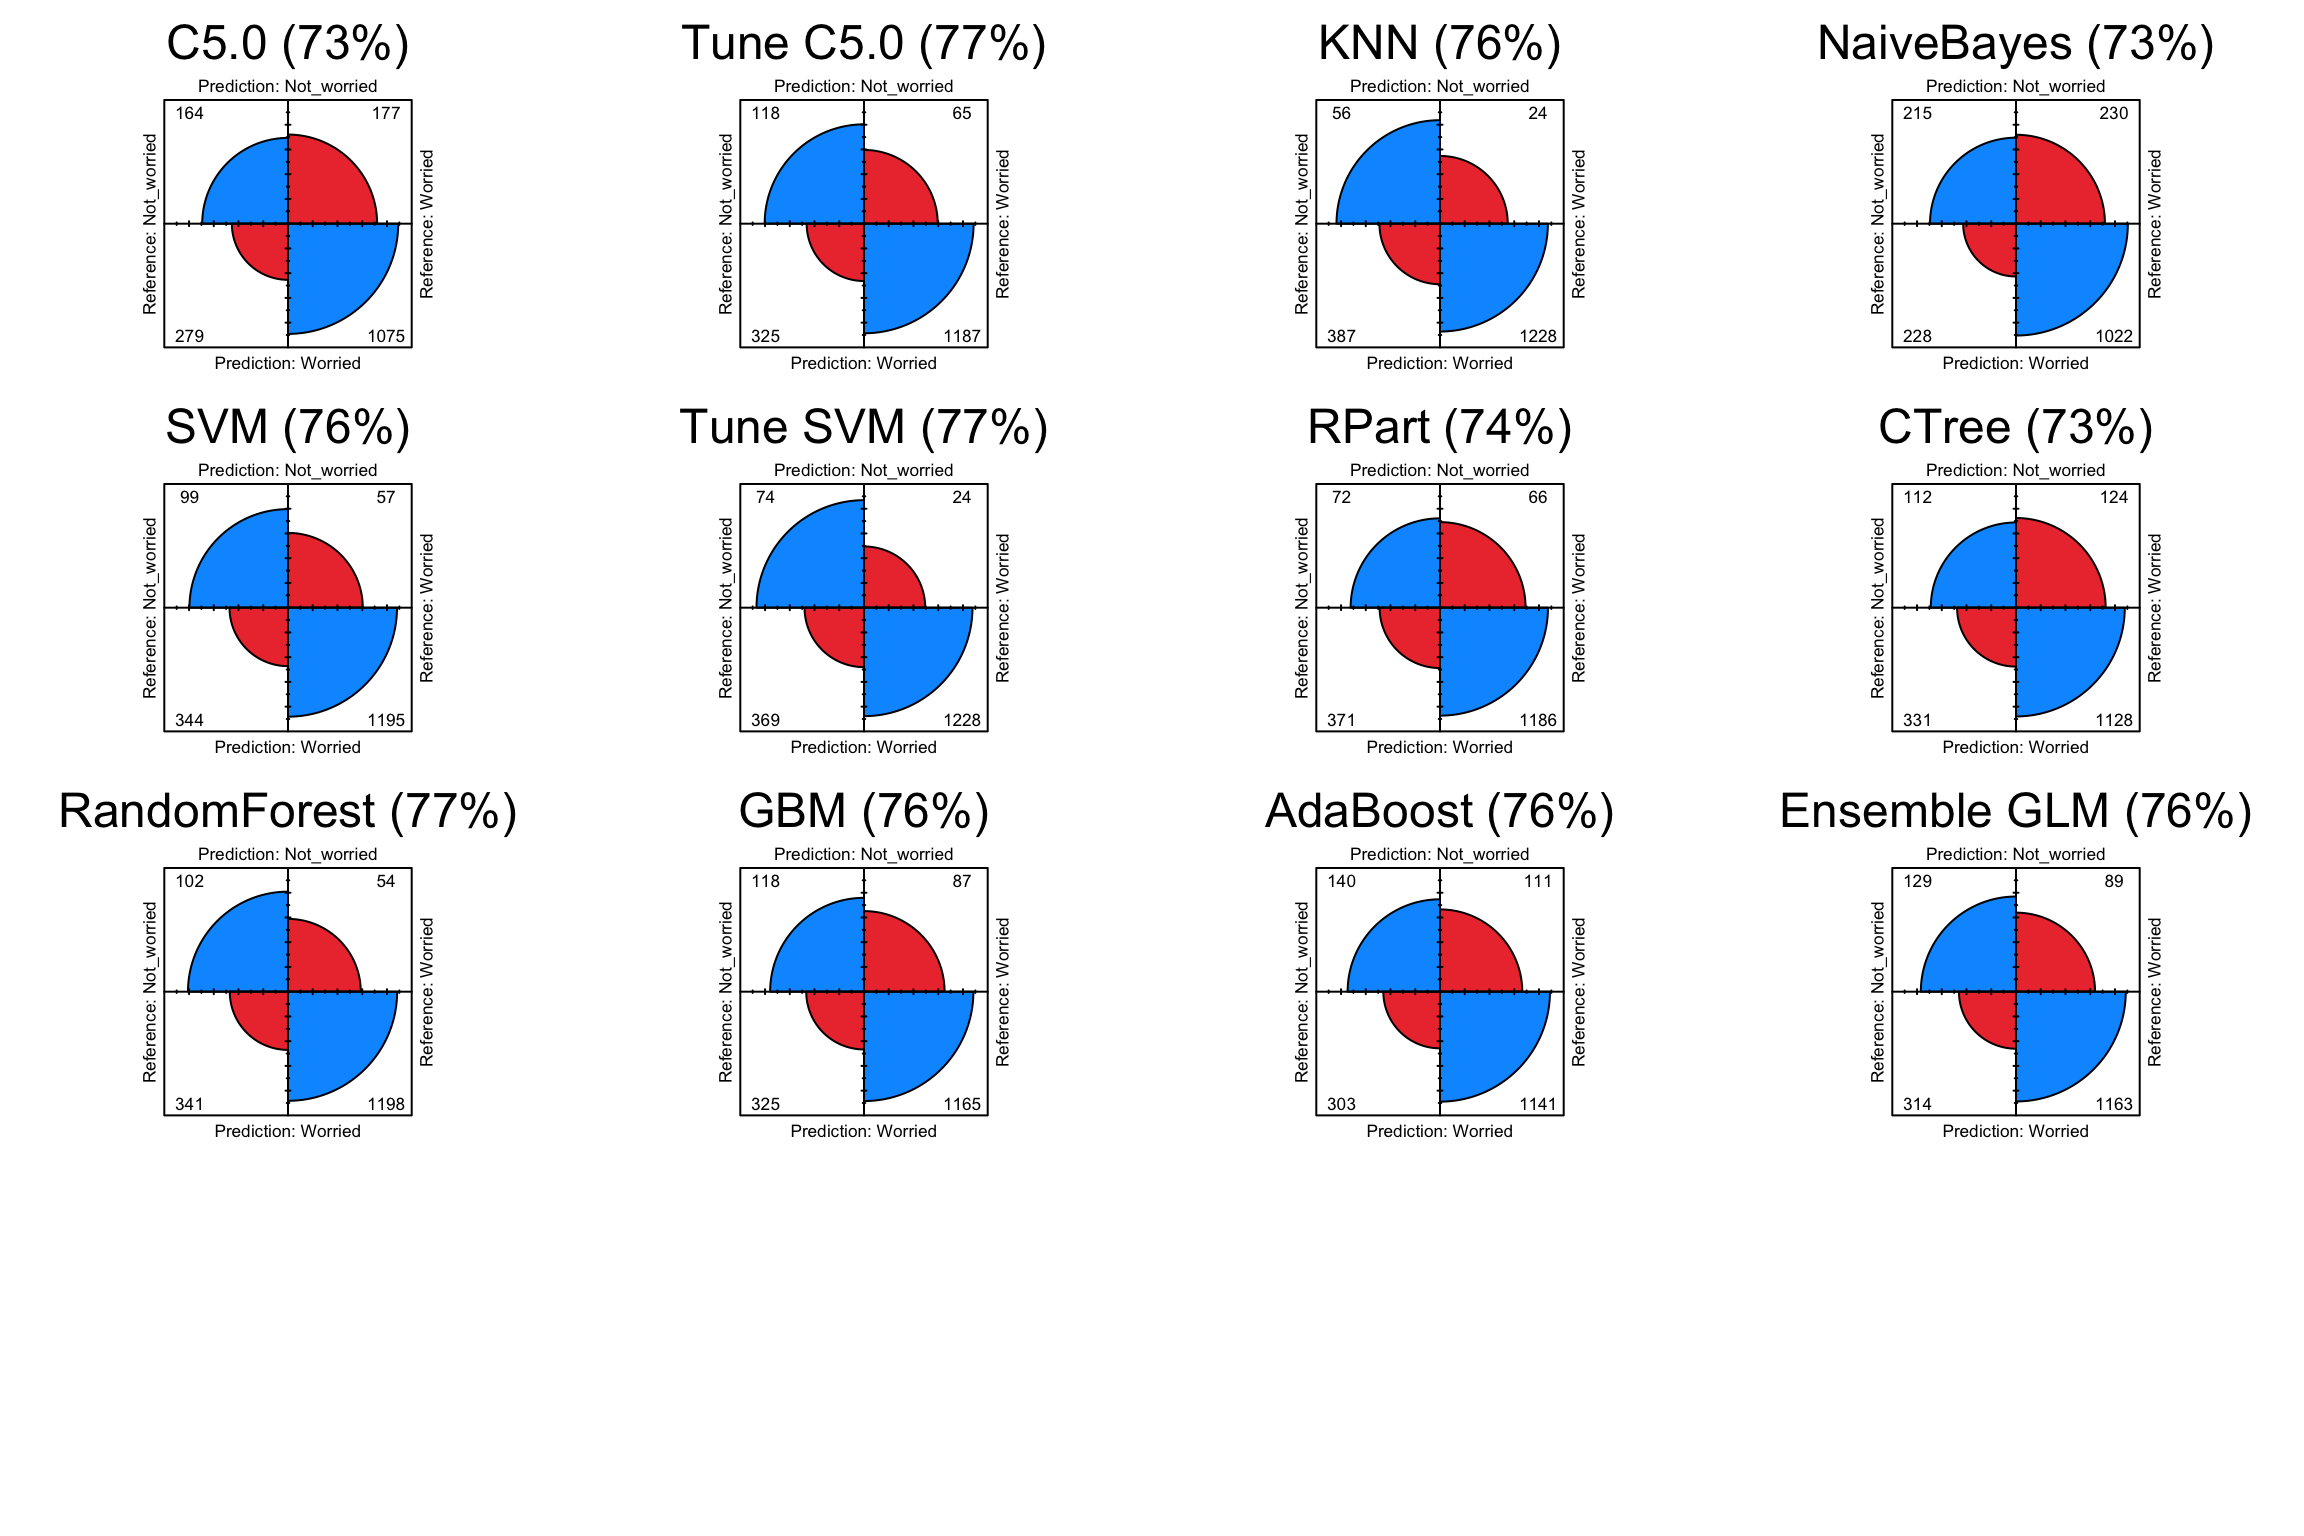 C5.0 (73%)
Prediction: Not_worried
164 177
Reference: Not_worried
Reference: Worried
279 1075
Prediction: Worried
Tune C5.0 (77%)
Prediction: Not_worried
118 65
Reference: Not_worried
Reference: Worried
325 1187
Prediction: Worried
KNN (76%)
Prediction: Not_worried
56 24
Reference: Not_worried
Reference: Worried
387 1228
Prediction: Worried
NaiveBayes (73%)
Prediction: Not_worried
215 230
Reference: Not_worried
Reference: Worried
228 1022
Prediction: Worried
SVM (76%)
Prediction: Not_worried
99 57
Reference: Not_worried
Reference: Worried
344 1195
Prediction: Worried
Tune SVM (77%)
Prediction: Not_worried
74 24
Reference: Not_worried
Reference: Worried
369 1228
Prediction: Worried
RPart (74%)
Prediction: Not_worried
72 66
Reference: Not_worried
Reference: Worried
371 1186
Prediction: Worried
CTree (73%)
Prediction: Not_worried
112 124
Reference: Not_worried
Reference: Worried
331 1128
Prediction: Worried
RandomForest (77%)
Prediction: Not_worried
102 54
Reference: Not_worried
Reference: Worried
341 1198
Prediction: Worried
GBM (76%)
Prediction: Not_worried
118 87
Reference: Not_worried
Reference: Worried
325 1165
Prediction: Worried
AdaBoost (76%)
Prediction: Not_worried
140 111
Reference: Not_worried
Reference: Worried
303 1141
Prediction: Worried
Ensemble GLM (76%)
Prediction: Not_worried
129 89
Reference: Not_worried
Reference: Worried
314 1163
Prediction: Worried